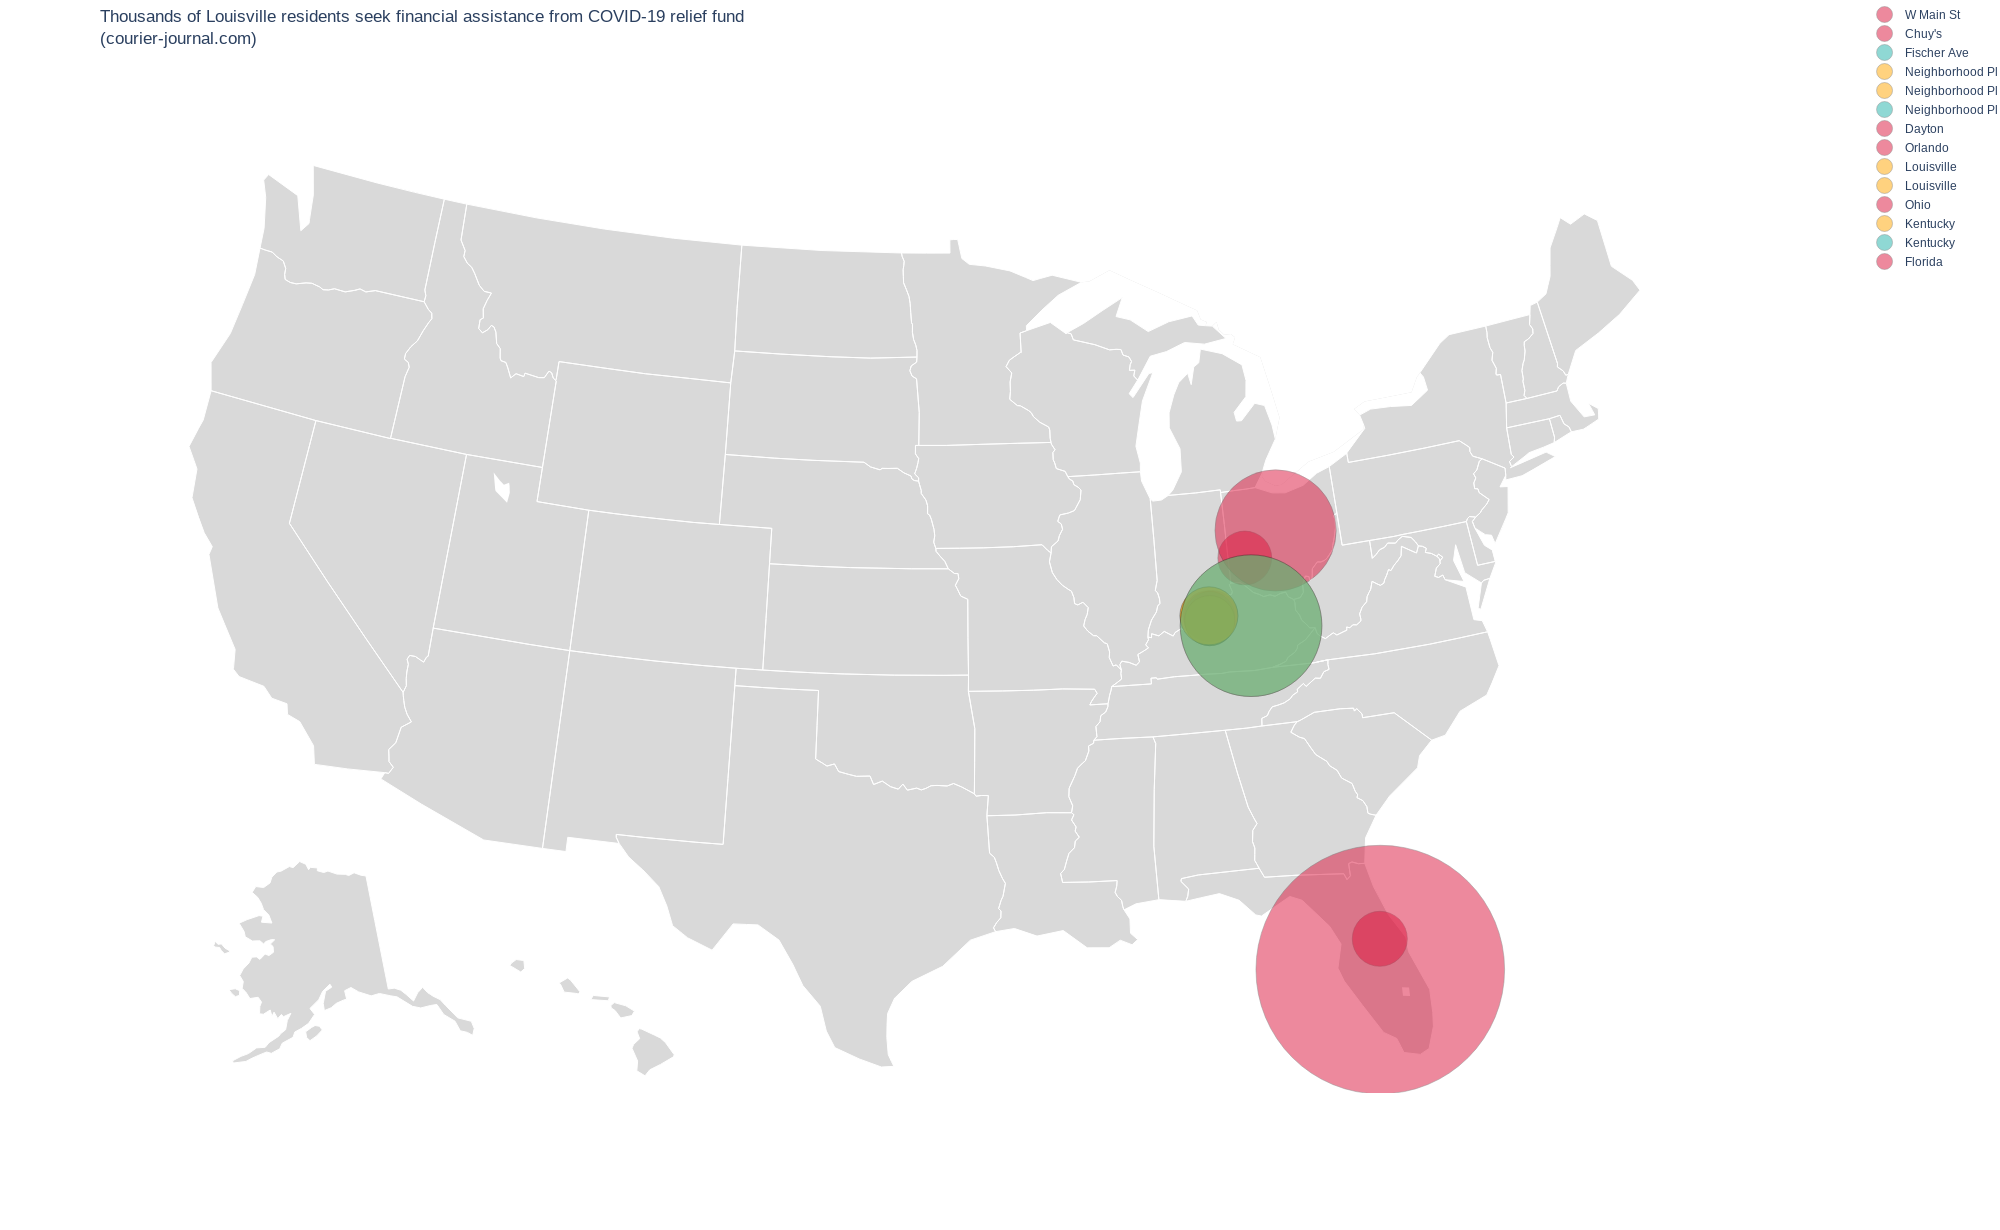 Thousands of Louisville residents seek financial assistance from COVID-19 relief fund
(courier-journal.com)
W Main St
Chuy's
Fischer Ave
Neighborhood Pl
Neighborhood Pl
Neighborhood Pl
Dayton
Orlando
Louisville
Louisville
Ohio
Kentucky
Kentucky
Florida